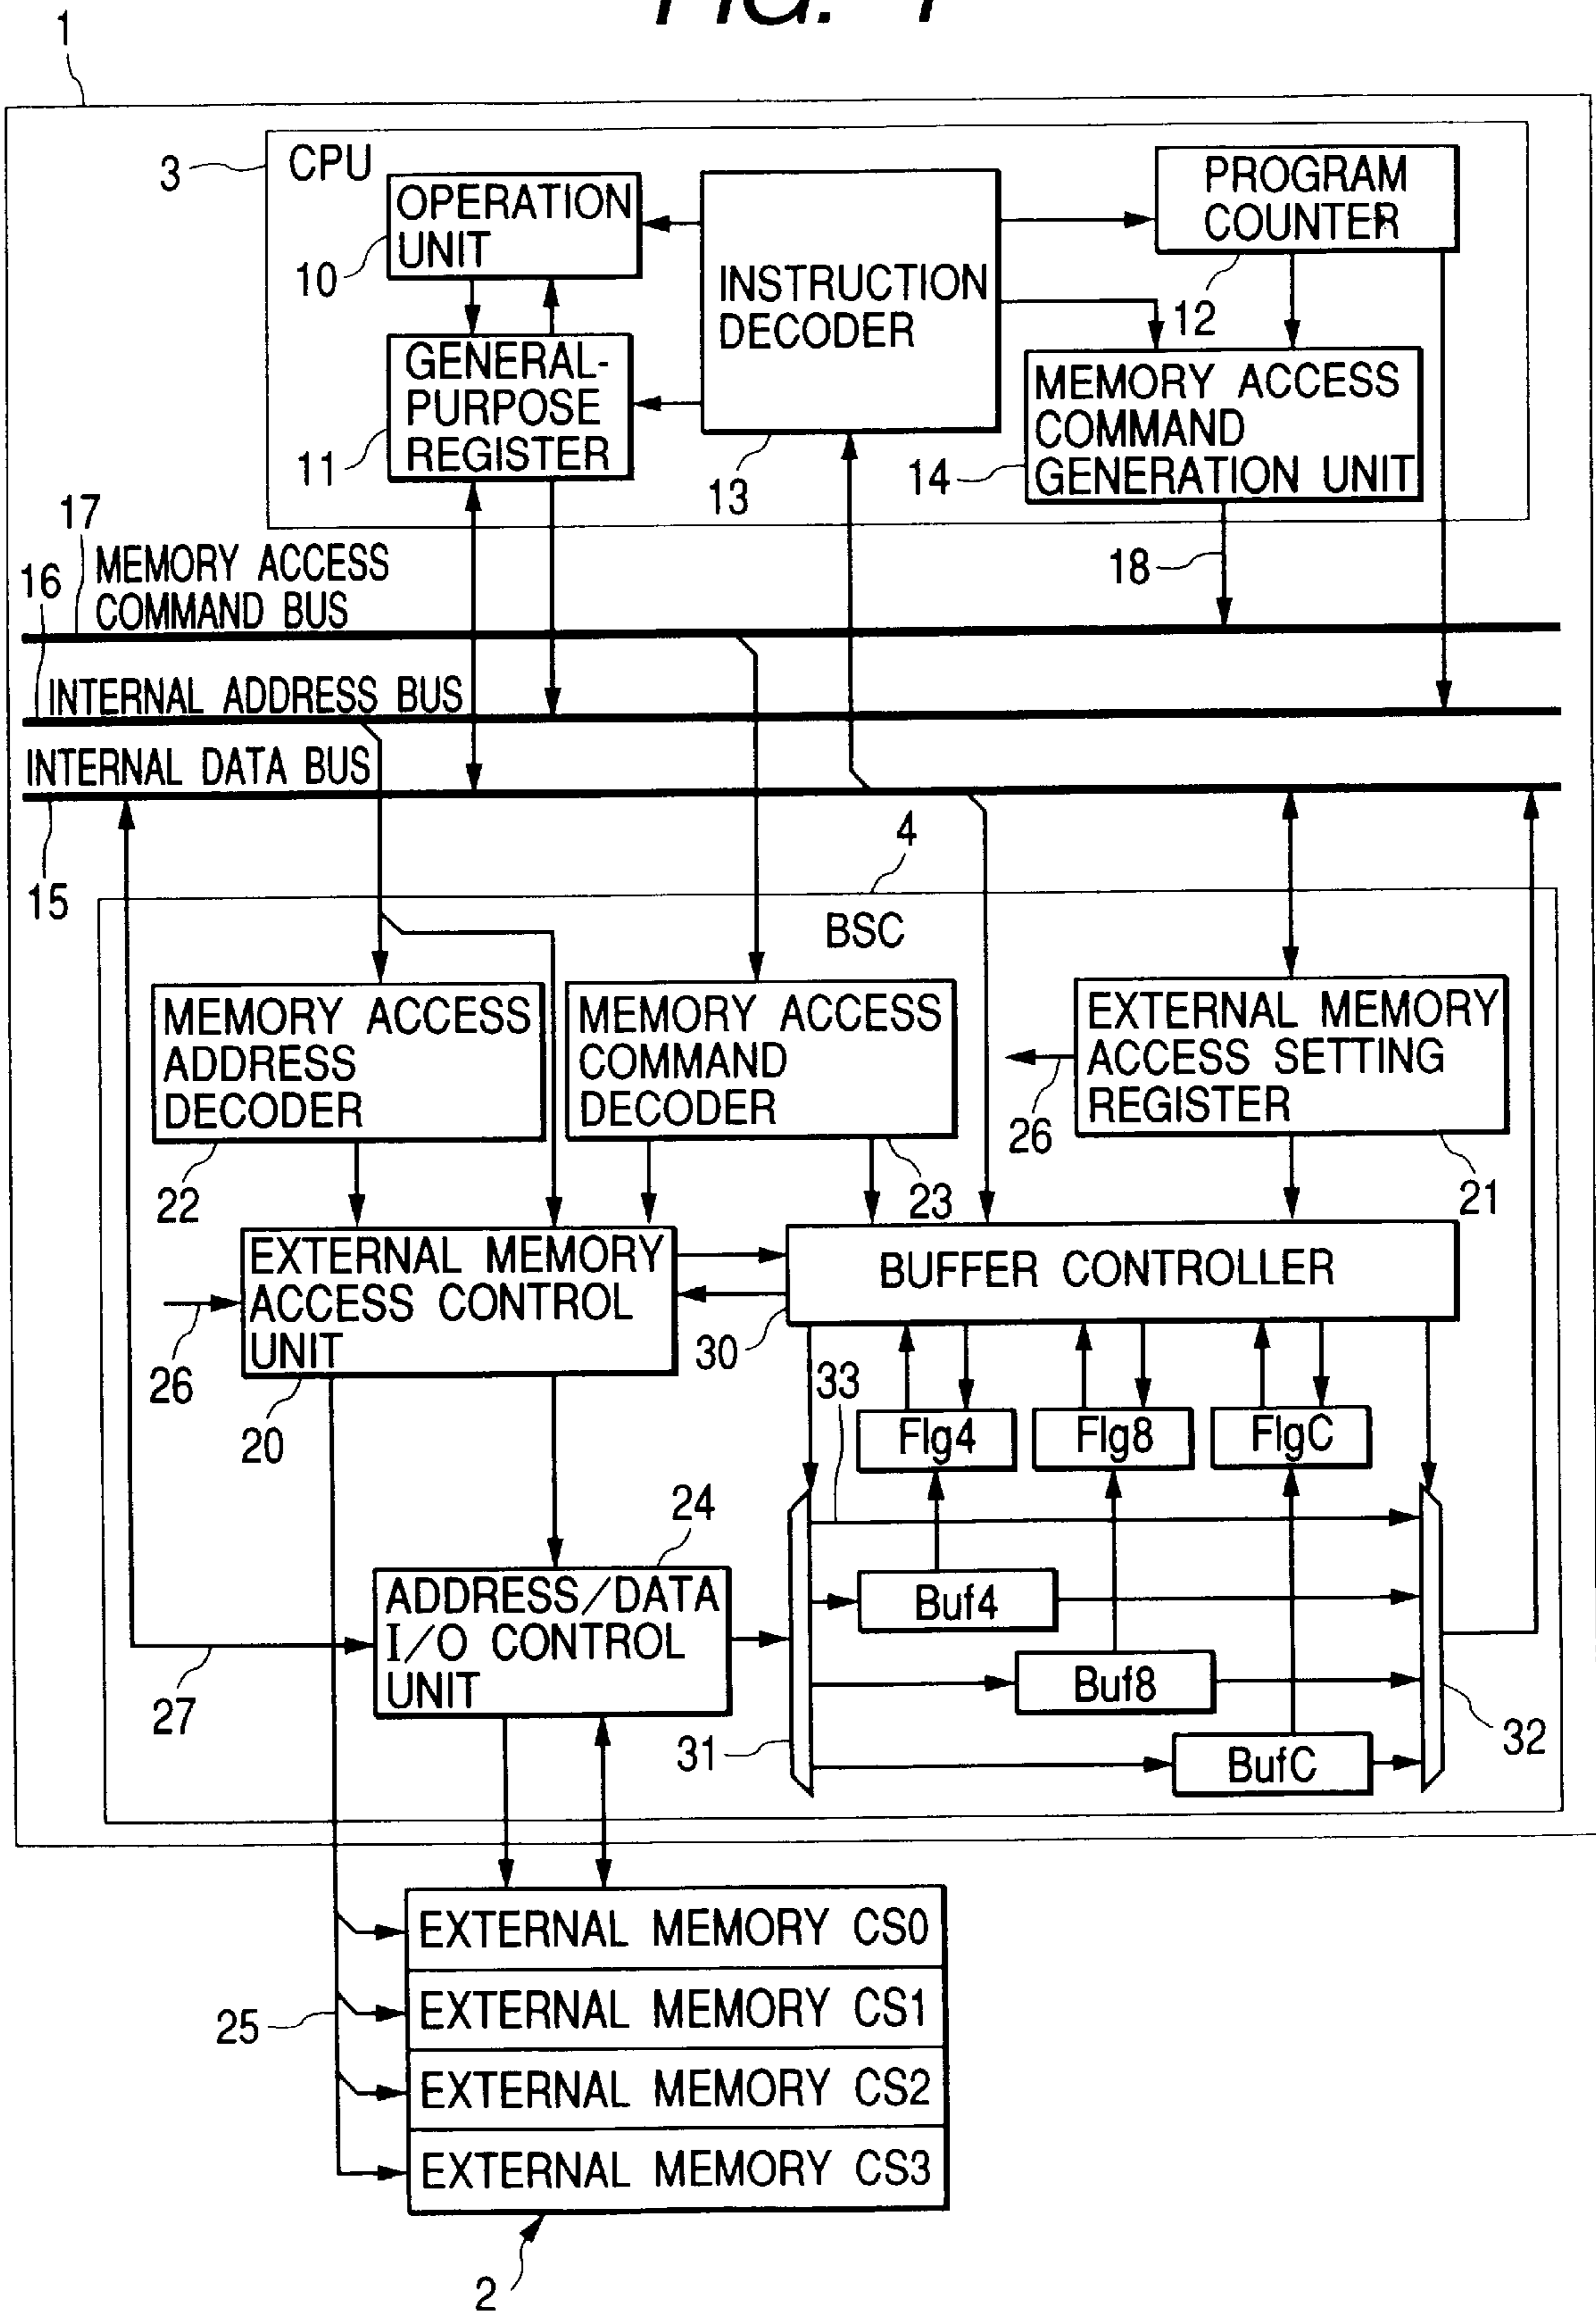 FIG. 1
1
3
CPU
OPERATION
UNIT
10
GENERAL-
PURPOSE
REGISTER
11
INSTRUCTION
DECODER
13
PROGRAM
COUNTER
12
MEMORY ACCESS
COMMAND
GENERATION UNIT
14
18
17
MEMORY ACCESS
COMMAND BUS
16
INTERNAL ADDRESS BUS
INTERNAL DATA BUS
15
4
BSC
MEMORY ACCESS
ADDRESS
DECODER
22
MEMORY ACCESS
COMMAND
DECODER
23
EXTERNAL MEMORY
ACCESS SETTING
REGISTER
26
21
EXTERNAL MEMORY
ACCESS CONTROL
UNIT
26
20
BUFFER CONTROLLER
30
33
Flg4
Flg8
FlgC
24
ADDRESS/DATA
I/O CONTROL
UNIT
27
Buf4
Buf8
BufC
31
32
EXTERNAL MEMORY CS0
EXTERNAL MEMORY CS1
25
EXTERNAL MEMORY CS2
EXTERNAL MEMORY CS3
2